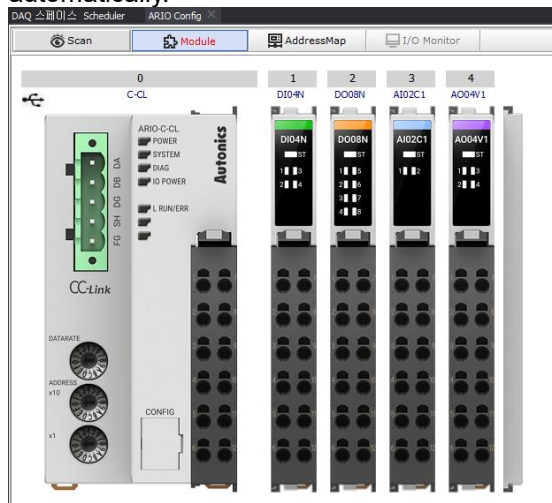 automatically.
DAQ 스페이스 Scheduler ARIO Config
Scan Module AddressMap I/O Monitor
0 1 2 3 4
C-CL DI04N DO08N AI02C1 AO04V1
ARIO-C-CL
POWER
SYSTEM
DIAG
IO POWER
L RUN/ERR
Autonics
DA
DB
DG
SH
FG
CC-Link
DATARATE
ADDRESS
x10
x1
CONFIG
DI04N
ST
1 3
2 4
DO08N
ST
1 5
2 6
3 7
4 8
AI02C1
ST
1 2
AO04V1
ST
1 3
2 4